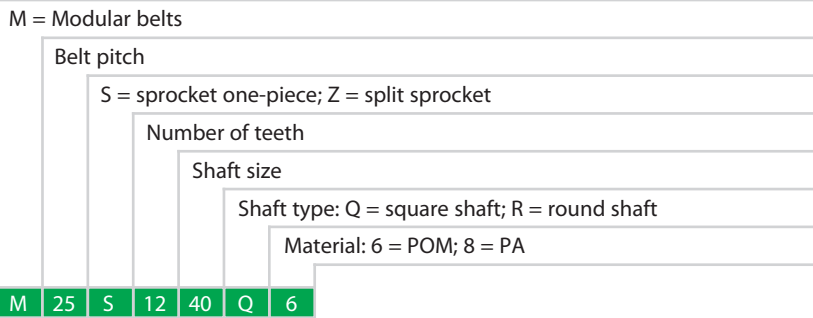 M = Modular belts
Belt pitch
S = sprocket one-piece; Z = split sprocket
Number of teeth
Shaft size
Shaft type: Q = square shaft; R = round shaft
Material: 6 = POM; 8 = PA
M 25 S 12 40 Q 6